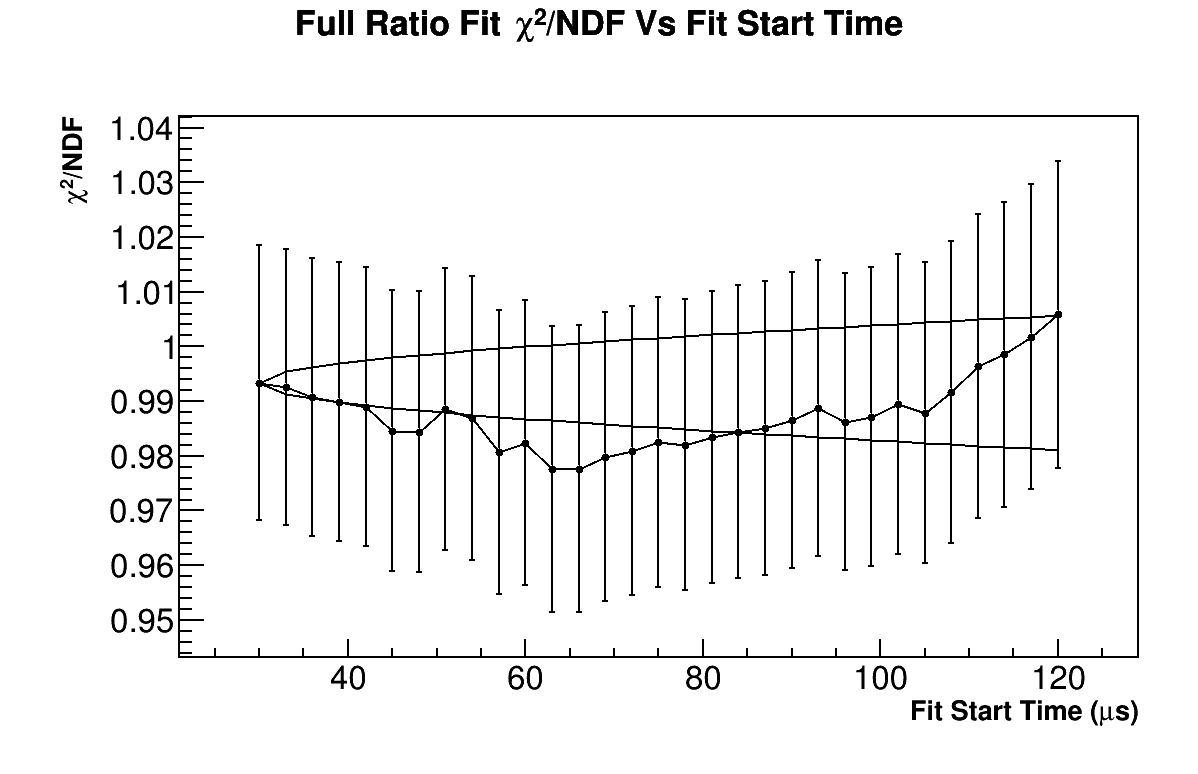 Full Ratio Fit χ²/NDF Vs Fit Start Time
χ²/NDF
1.04
1.03
1.02
1.01
1
0.99
0.98
0.97
0.96
0.95
40 60 80 100 120
Fit Start Time (μs)